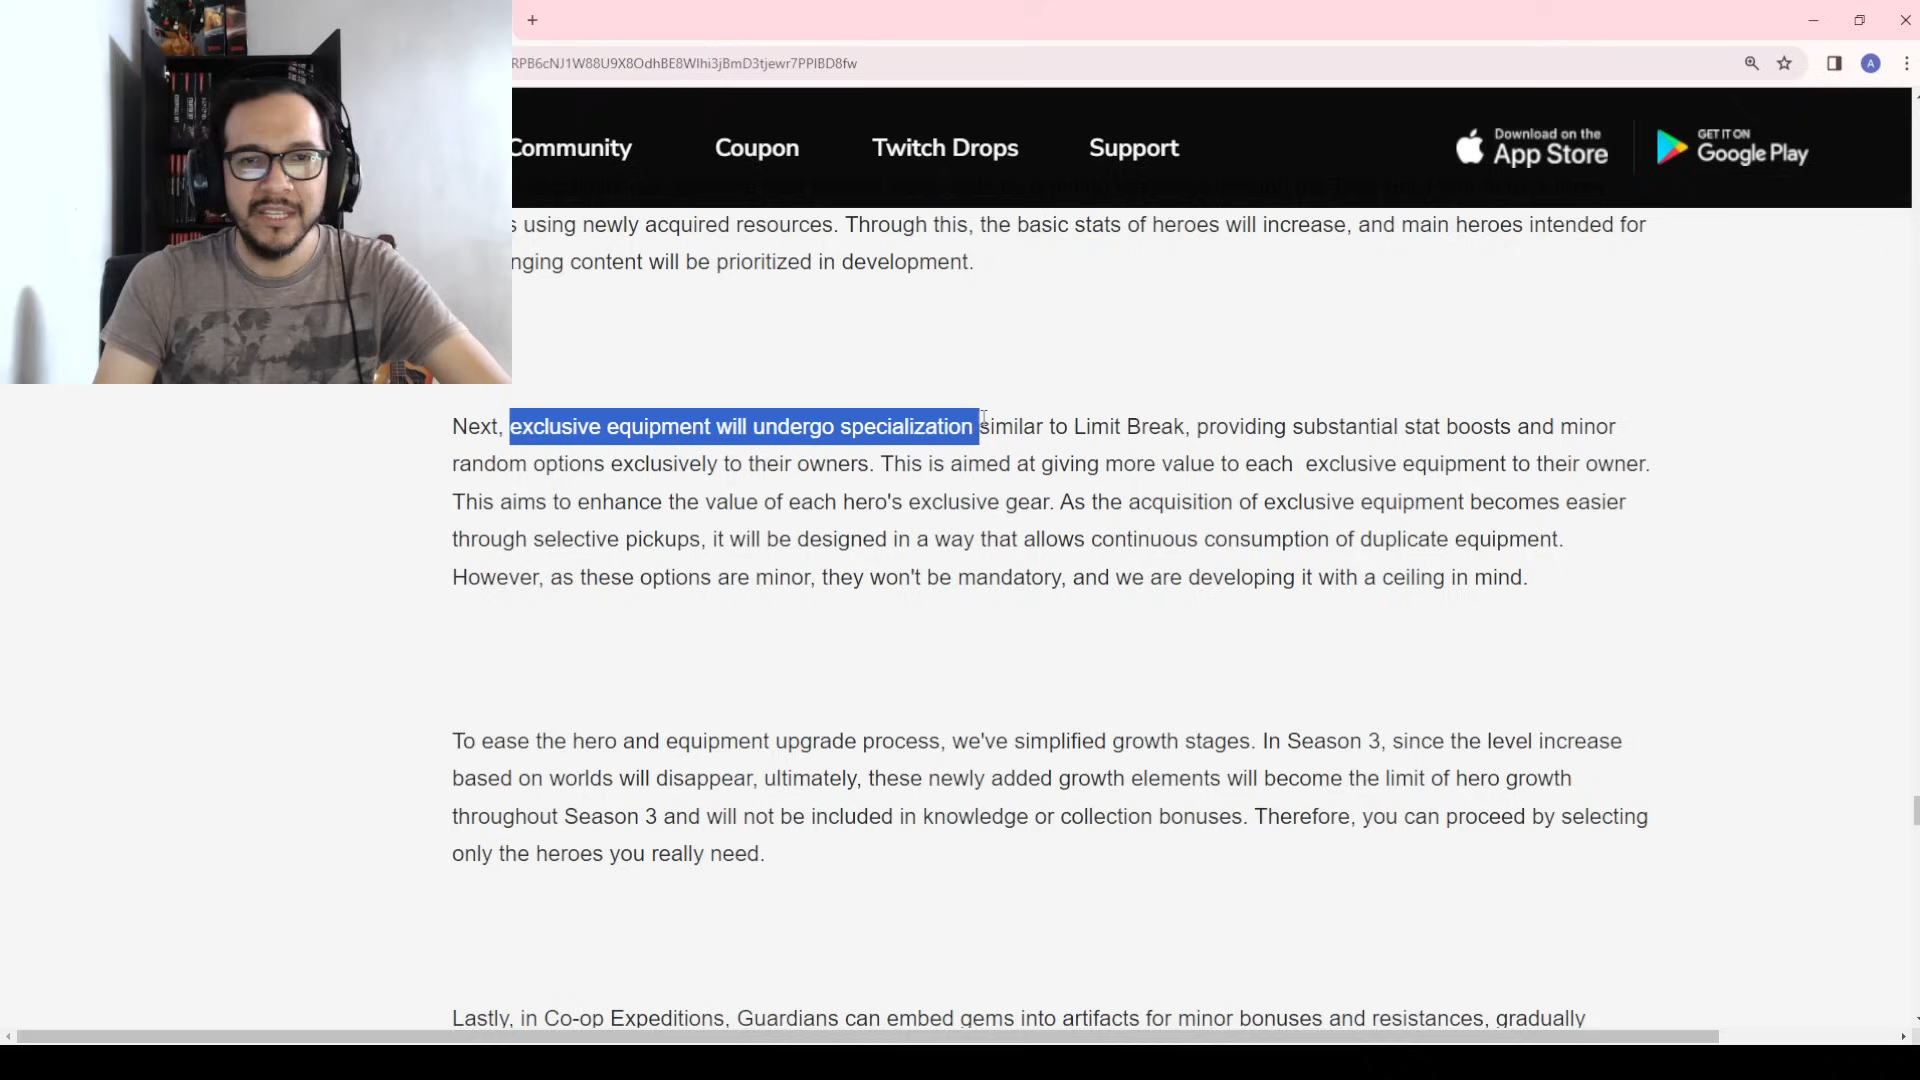 RPB6cNJ1W88U9X8OdhBE8WIhi3jBmD3tjewr7PPIBD8fw
A
Community Coupon Twitch Drops Support
Download on the App Store
GET IT ON Google Play
s using newly acquired resources. Through this, the basic stats of heroes will increase, and main heroes intended for
nging content will be prioritized in development.
Next, exclusive equipment will undergo specialization similar to Limit Break, providing substantial stat boosts and minor
random options exclusively to their owners. This is aimed at giving more value to each exclusive equipment to their owner.
This aims to enhance the value of each hero's exclusive gear. As the acquisition of exclusive equipment becomes easier
through selective pickups, it will be designed in a way that allows continuous consumption of duplicate equipment.
However, as these options are minor, they won't be mandatory, and we are developing it with a ceiling in mind.
To ease the hero and equipment upgrade process, we've simplified growth stages. In Season 3, since the level increase
based on worlds will disappear, ultimately, these newly added growth elements will become the limit of hero growth
throughout Season 3 and will not be included in knowledge or collection bonuses. Therefore, you can proceed by selecting
only the heroes you really need.
Lastly, in Co-op Expeditions, Guardians can embed gems into artifacts for minor bonuses and resistances, gradually